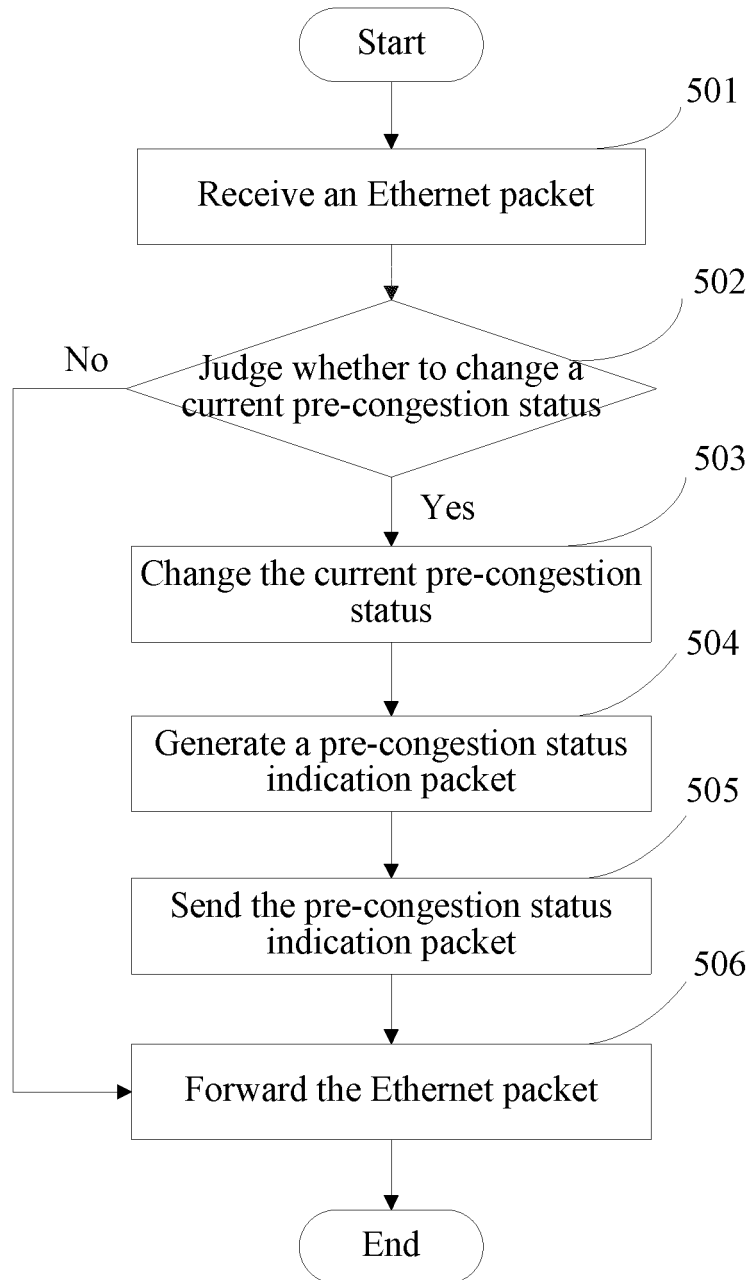 Start
501
Receive an Ethernet packet
502
No
Judge whether to change a
current pre-congestion status
503
Yes
Change the current pre-congestion
status
504
Generate a pre-congestion status
indication packet
505
Send the pre-congestion status
indication packet
506
Forward the Ethernet packet
End